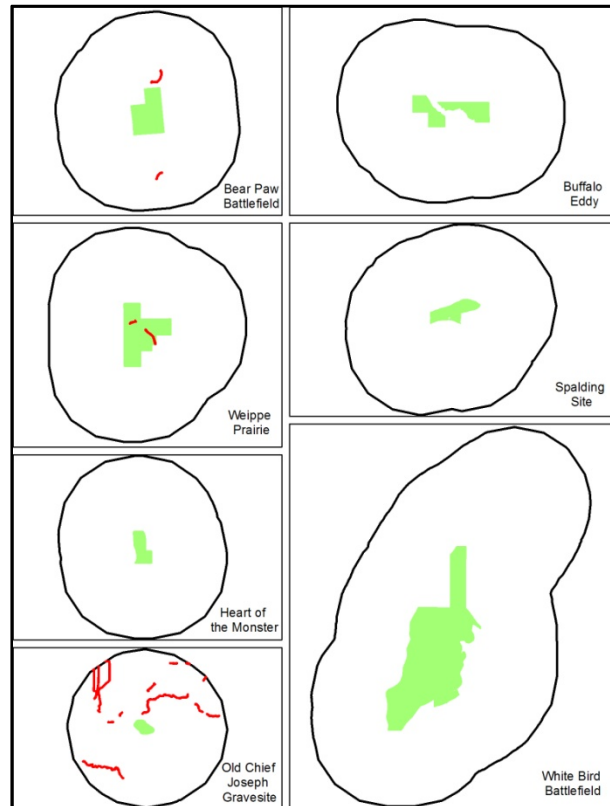 Bear Paw
Battlefield
Buffalo
Eddy
Weippe
Prairie
Spalding
Site
Heart of
the Monster
Old Chief
Joseph
Gravesite
White Bird
Battlefield